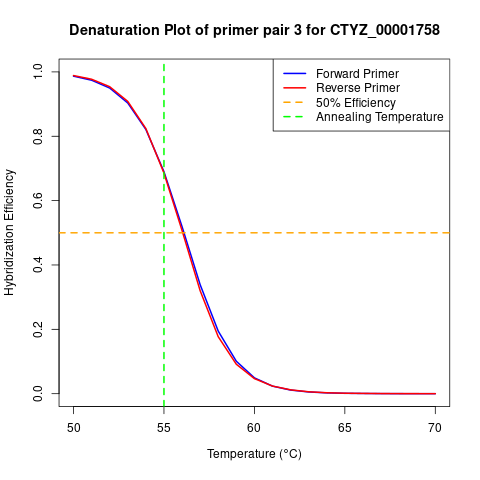 Denaturation Plot of primer pair 3 for CTYZ_00001758
Forward Primer
Reverse Primer
50% Efficiency
Annealing Temperature
Hybridization Efficiency
1.0
0.8
0.6
0.4
0.2
0.0
50 55 60 65 70
Temperature (°C)